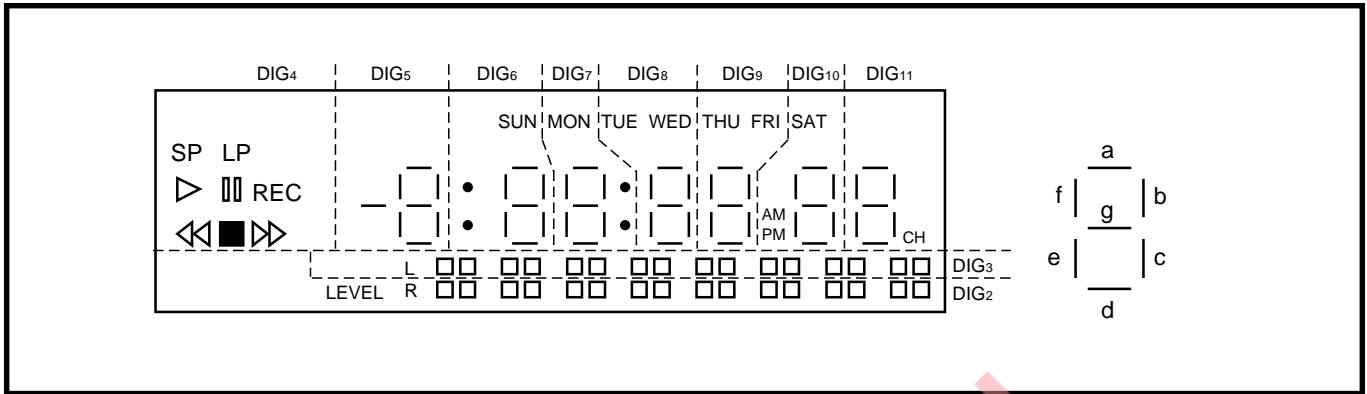 DIG4 DIG5 DIG6 DIG7 DIG8 DIG9 DIG10 DIG11
SUN MON TUE WED THU FRI SAT
SP LP
REC
AM
PM
CH
L
DIG3
LEVEL R
DIG2
a
f b
g
e c
d